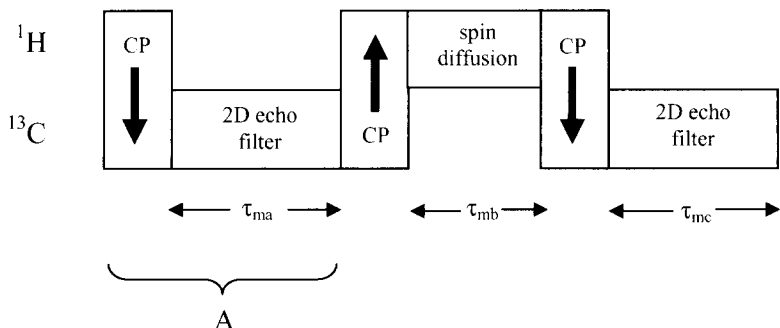 ¹H
CP
spin
diffusion
CP
¹³C
2D echo
filter
CP
2D echo
filter
τma
τmb
τmc
A